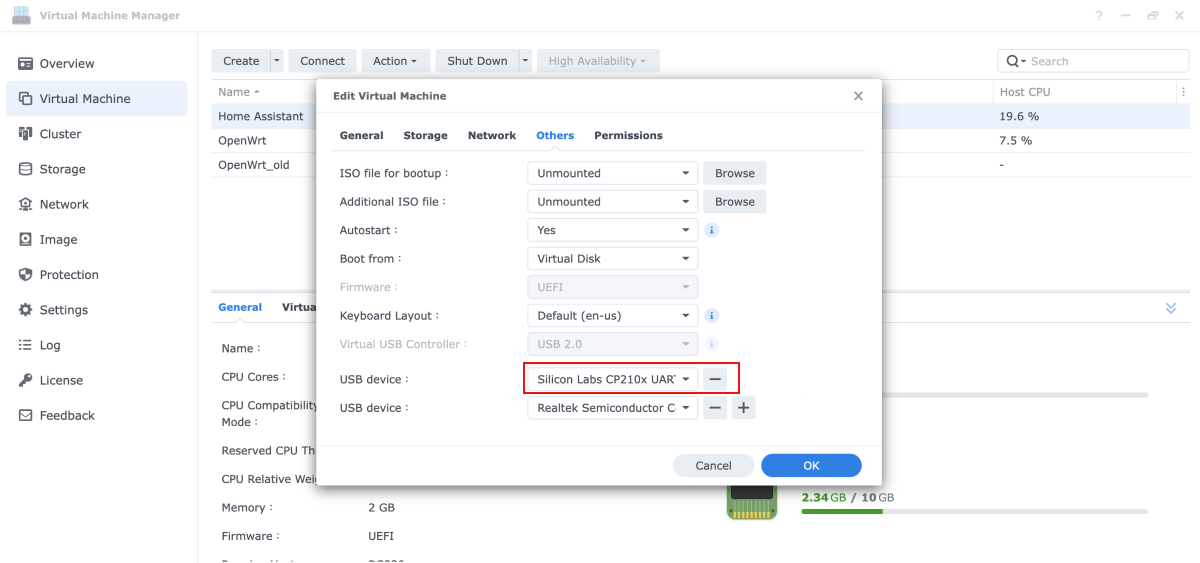 Virtual Machine Manager
?
Overview
Virtual Machine
Cluster
Storage
Network
Image
Protection
Settings
Log
License
Feedback
Create
Connect
Action
Shut Down
High Availability
Search
Name
Host CPU
Home Assistant
19.6 %
OpenWrt
7.5 %
OpenWrt_old
-
Edit Virtual Machine
General Storage Network Others Permissions
ISO file for bootup : Unmounted Browse
Additional ISO file : Unmounted Browse
Autostart : Yes
Boot from : Virtual Disk
Firmware : UEFI
Keyboard Layout : Default (en-us)
Virtual USB Controller : USB 2.0
USB device : Silicon Labs CP210x UAR
USB device : Realtek Semiconductor
Cancel OK
General Virtua
Name :
CPU Cores :
CPU Compatibility
Mode :
Reserved CPU Th
CPU Relative Wei
Memory : 2 GB
Firmware : UEFI
2.34 GB / 10 GB